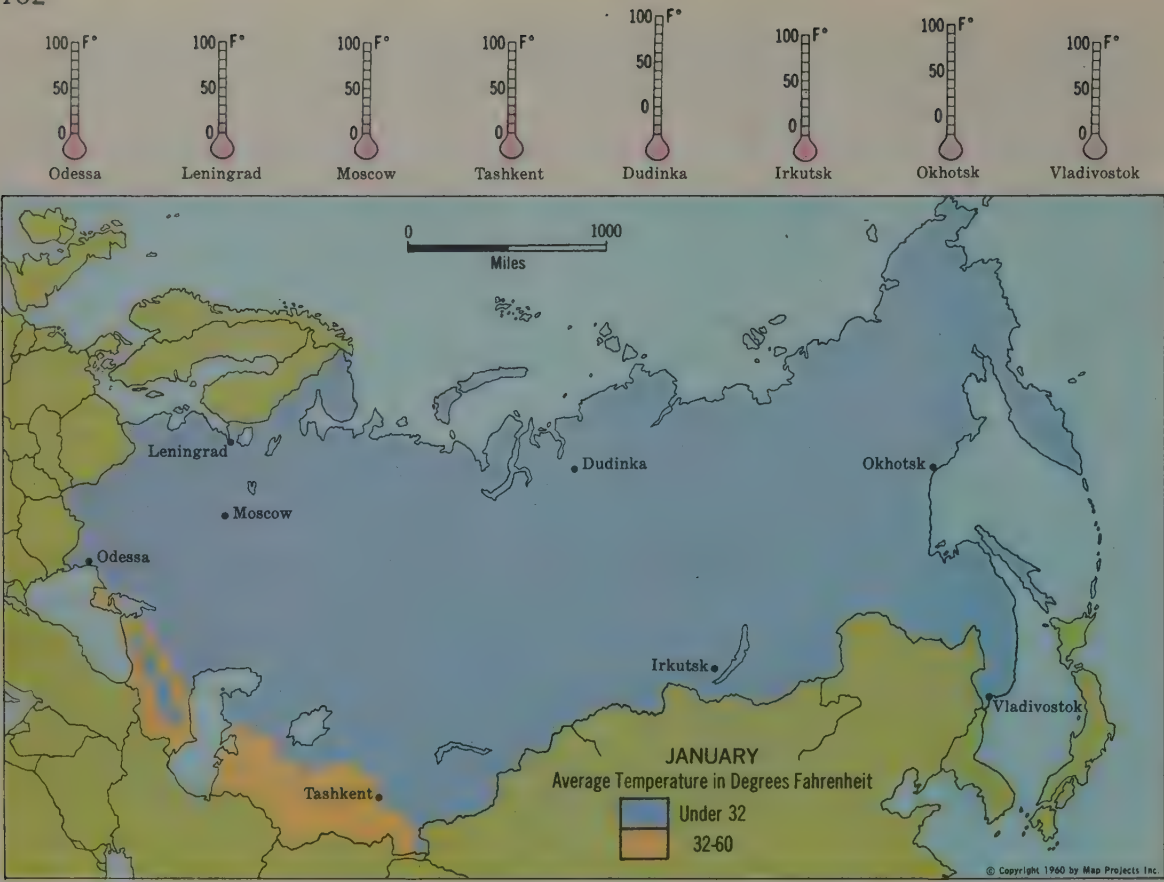 100 F° 100 F° 100 F° 100 F° 100 F° 100 F° 100 F° 100 F°
50 50 50 50 50 50 50 50
0 0 0 0 0 0 0 0
Odessa Leningrad Moscow Tashkent Dudinka Irkutsk Okhotsk Vladivostok
0 1000
Miles
Leningrad
Dudinka
Okhotsk
Moscow
Odessa
Irkutsk
Vladivostok
Tashkent
JANUARY
Average Temperature in Degrees Fahrenheit
Under 32
32-60
© Copyright 1960 by Map Projects Inc.